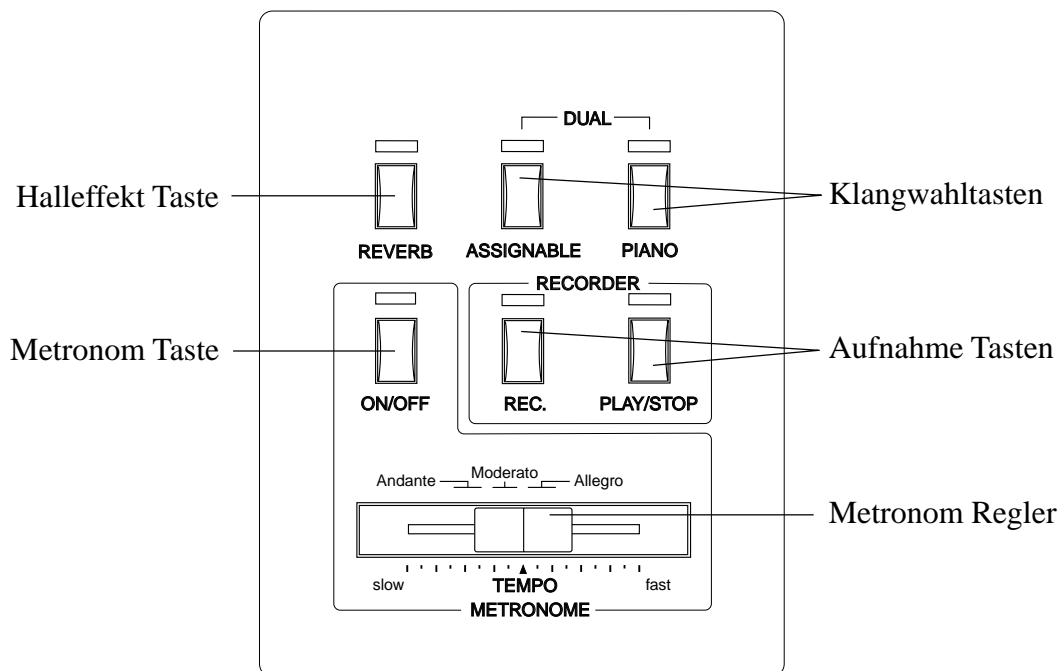 DUAL
Halleffekt Taste
Klangwahltasten
REVERB ASSIGNABLE PIANO
RECORDER
Metronom Taste
Aufnahme Tasten
ON/OFF REC. PLAY/STOP
Andante Moderato Allegro
Metronom Regler
slow TEMPO fast
METRONOME